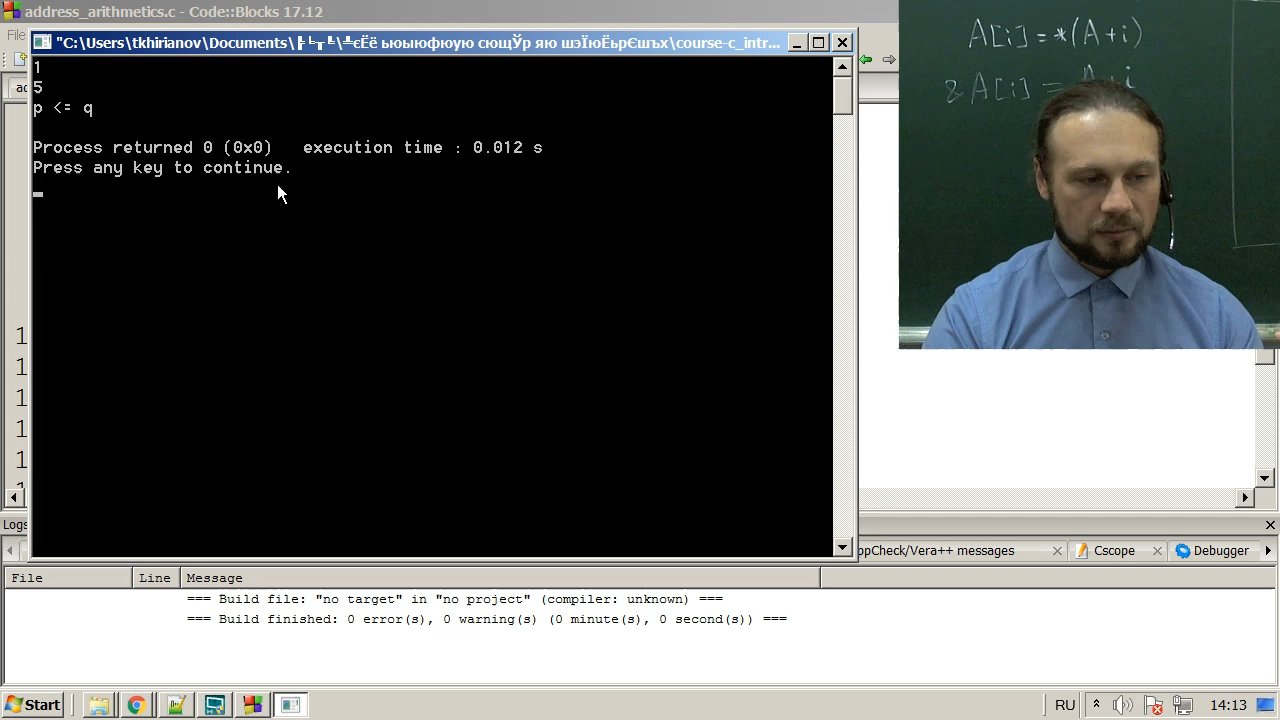 address_arithmetics.c - Code::Blocks 17.12
"C:\Users\tkhirianov\Documents\
\course-c_intr...
1
5
p <= q
Process returned 0 (0x0) execution time : 0.012 s
Press any key to continue.
A[i] = *(A+i)
&A[i] = A+i
Logs
ppCheck/Vera++ messages
Cscope
Debugger
File Line Message
=== Build file: "no target" in "no project" (compiler: unknown) ===
=== Build finished: 0 error(s), 0 warning(s) (0 minute(s), 0 second(s)) ===
Start
RU
14:13